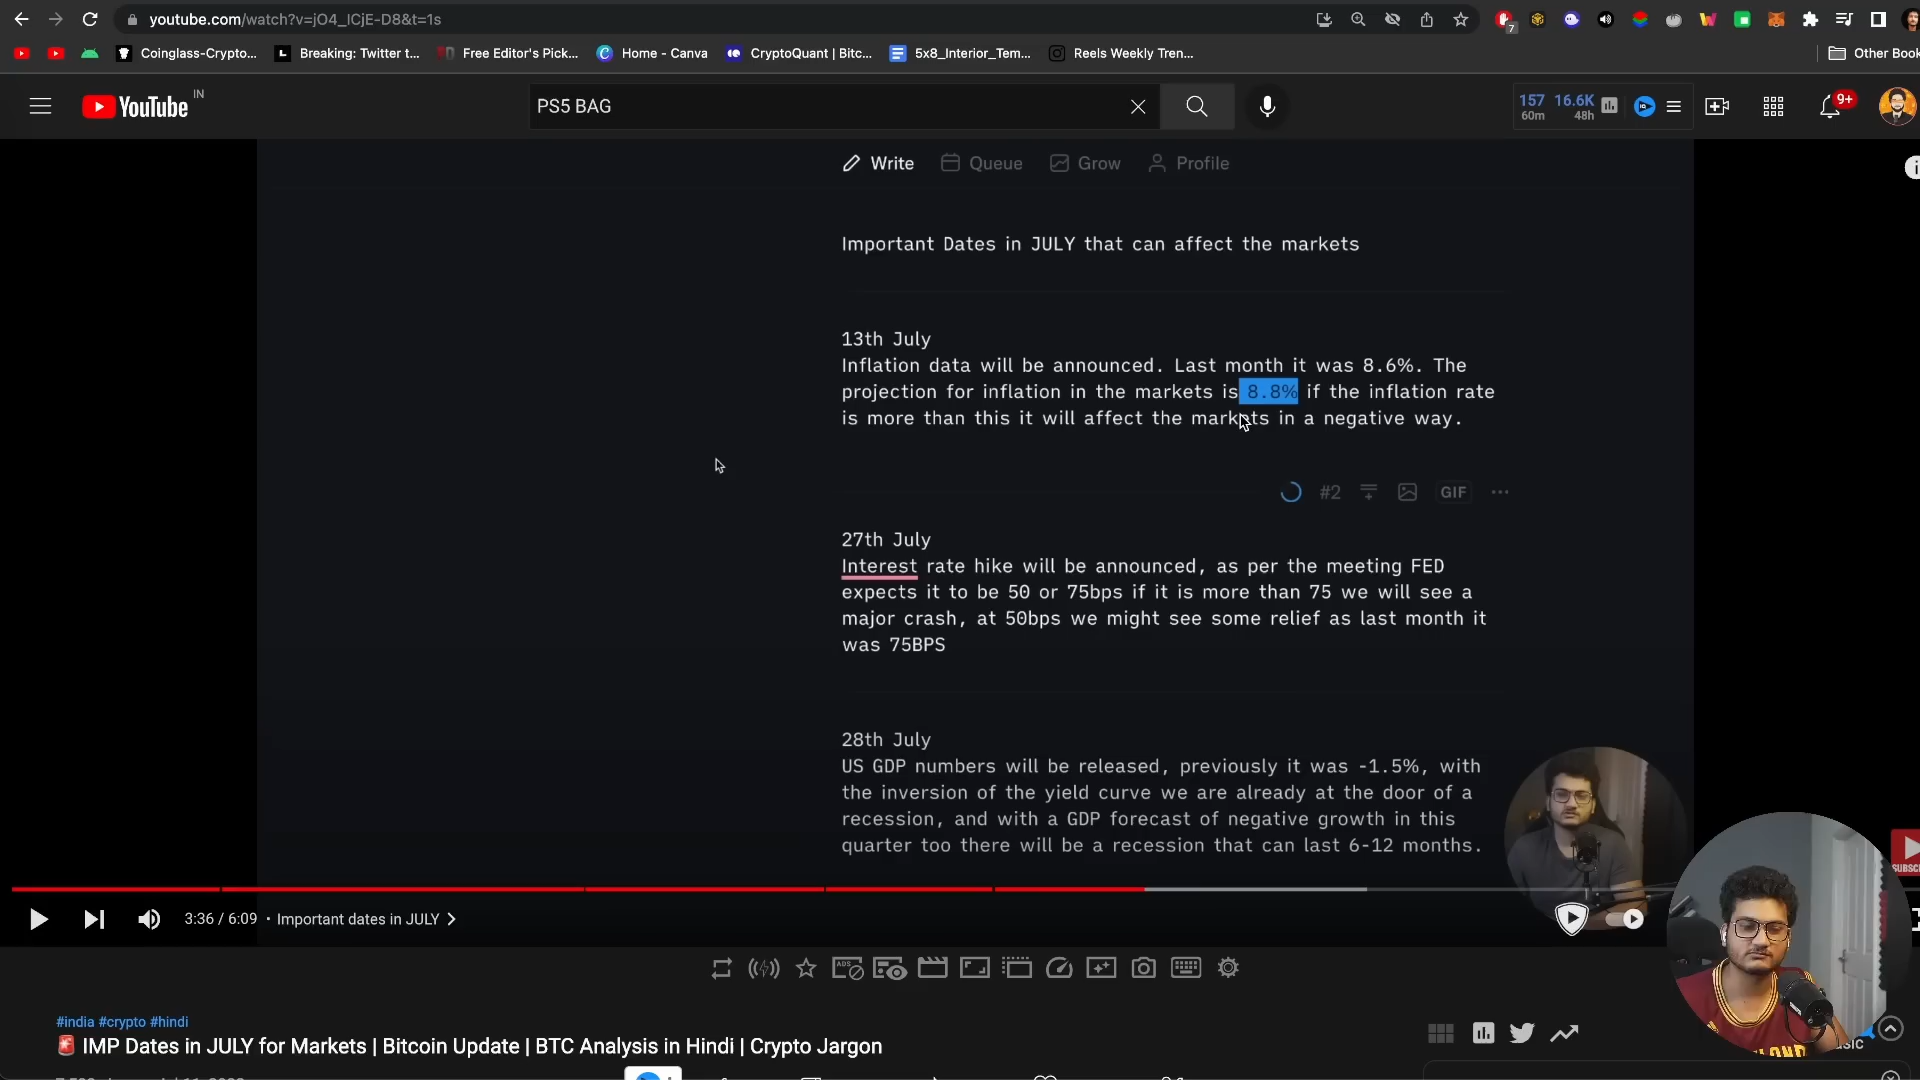 youtube.com/watch?v=jO4_ICjE-D8&t=1s
7
Coinglass-Crypto...
Breaking: Twitter t...
Free Editor's Pick...
Home - Canva
CryptoQuant | Bitc...
5x8_Interior_Tem...
Reels Weekly Tren...
Other Book
YouTube IN
PS5 BAG
157 16.6K
60m 48h
9+
Write Queue Grow Profile
Important Dates in JULY that can affect the markets
13th July
Inflation data will be announced. Last month it was 8.6%. The
projection for inflation in the markets is 8.8% if the inflation rate
is more than this it will affect the markets in a negative way.
#2 GIF
27th July
Interest rate hike will be announced, as per the meeting FED
expects it to be 50 or 75bps if it is more than 75 we will see a
major crash, at 50bps we might see some relief as last month it
was 75BPS
28th July
US GDP numbers will be released, previously it was -1.5%, with
the inversion of the yield curve we are already at the door of a
recession, and with a GDP forecast of negative growth in this
quarter too there will be a recession that can last 6-12 months.
SUBSC
3:36 / 6:09 • Important dates in JULY
ADS
#india #crypto #hindi
IMP Dates in JULY for Markets | Bitcoin Update | BTC Analysis in Hindi | Crypto Jargon